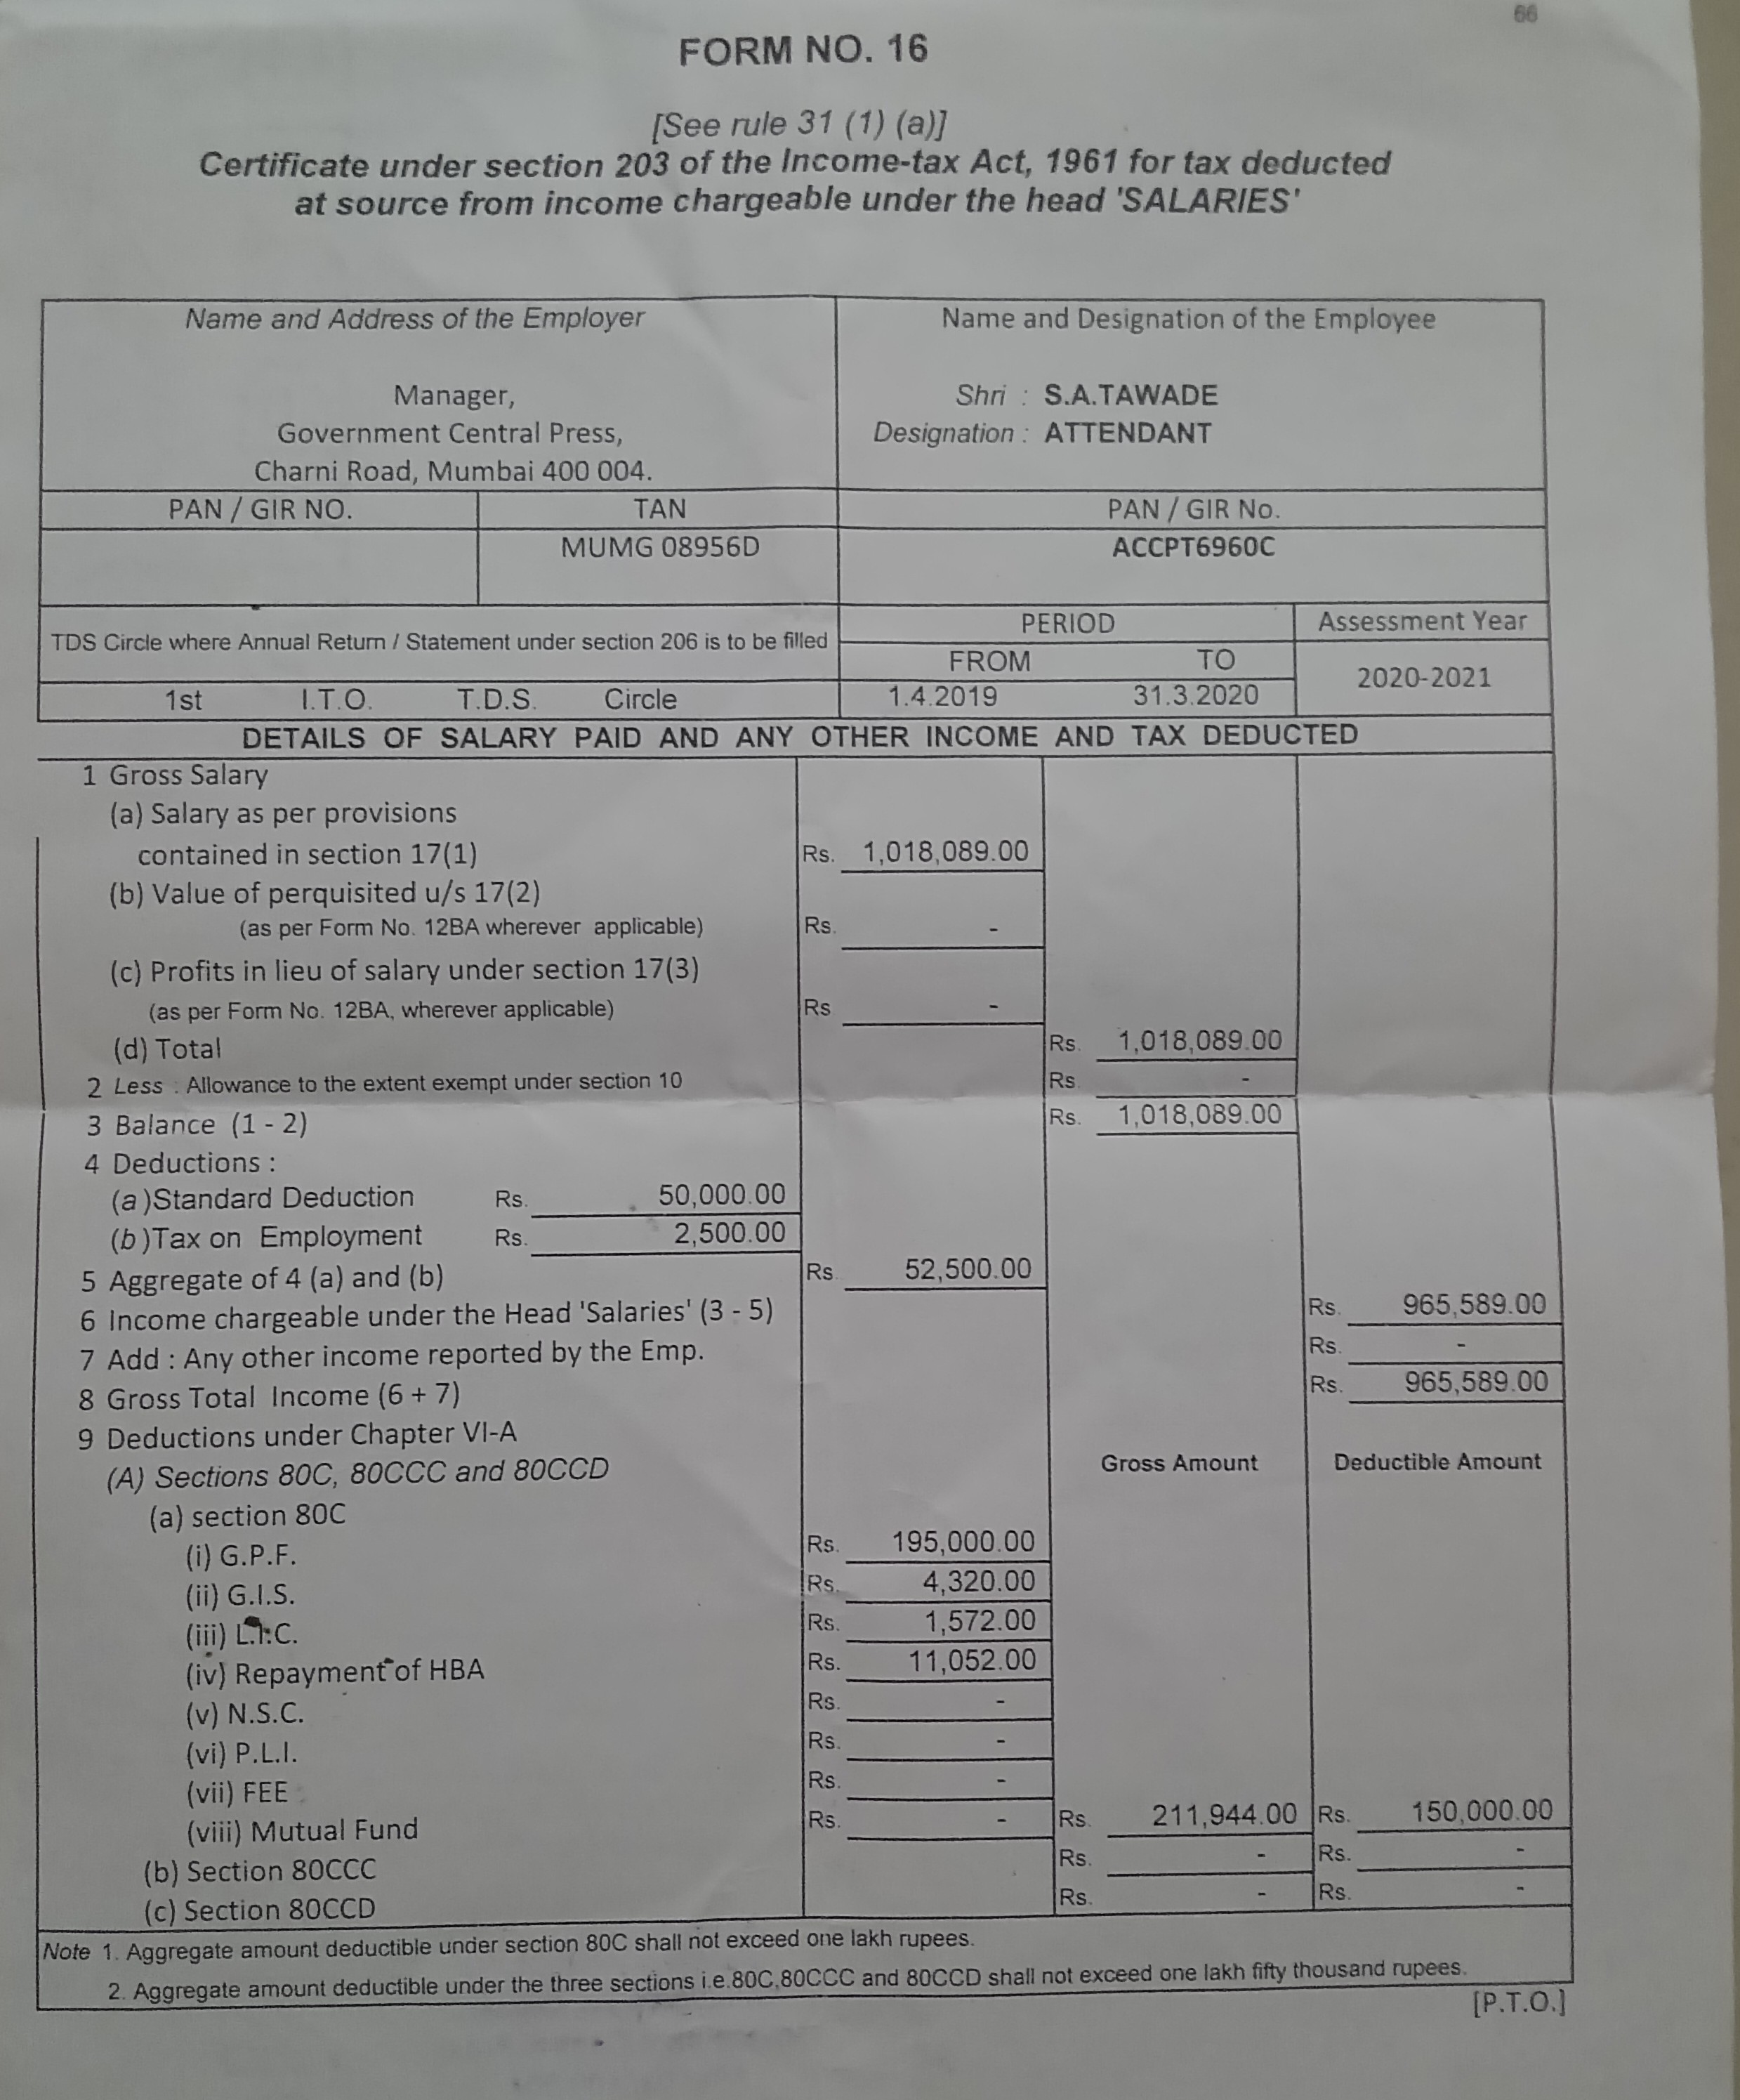 66
FORM NO. 16
[See rule 31 (1) (a)]
Certificate under section 203 of the Income-tax Act, 1961 for tax deducted
at source from income chargeable under the head 'SALARIES'
Name and Address of the Employer Name and Designation of the Employee
Manager, Shri : S.A.TAWADE
Government Central Press, Designation : ATTENDANT
Charni Road, Mumbai 400 004.
PAN / GIR NO. TAN PAN / GIR No.
MUMG 08956D ACCPT6960C
TDS Circle where Annual Return / Statement under section 206 is to be filled PERIOD Assessment Year
FROM TO 2020-2021
1st I.T.O. T.D.S. Circle 1.4.2019 31.3.2020
DETAILS OF SALARY PAID AND ANY OTHER INCOME AND TAX DEDUCTED
1 Gross Salary
(a) Salary as per provisions
contained in section 17(1) Rs. 1,018,089.00
(b) Value of perquisited u/s 17(2)
(as per Form No. 12BA wherever applicable) Rs. -
(c) Profits in lieu of salary under section 17(3)
(as per Form No. 12BA, wherever applicable) Rs -
(d) Total Rs. 1,018,089.00
2 Less : Allowance to the extent exempt under section 10 Rs. -
3 Balance (1 - 2) Rs. 1,018,089.00
4 Deductions :
(a )Standard Deduction Rs. 50,000.00
(b )Tax on Employment Rs. 2,500.00
5 Aggregate of 4 (a) and (b) Rs. 52,500.00
6 Income chargeable under the Head 'Salaries' (3 - 5) Rs. 965,589.00
7 Add : Any other income reported by the Emp. Rs. -
8 Gross Total Income (6 + 7) Rs. 965,589.00
9 Deductions under Chapter VI-A
(A) Sections 80C, 80CCC and 80CCD Gross Amount Deductible Amount
(a) section 80C
(i) G.P.F. Rs. 195,000.00
(ii) G.I.S. Rs. 4,320.00
(iii) L.I.C. Rs. 1,572.00
(iv) Repayment of HBA Rs. 11,052.00
(v) N.S.C. Rs. -
(vi) P.L.I. Rs. -
(vii) FEE Rs. -
(viii) Mutual Fund Rs. - Rs. 211,944.00 Rs. 150,000.00
(b) Section 80CCC Rs. - Rs. -
(c) Section 80CCD Rs. - Rs. -
Note 1. Aggregate amount deductible under section 80C shall not exceed one lakh rupees.
2. Aggregate amount deductible under the three sections i.e.80C,80CCC and 80CCD shall not exceed one lakh fifty thousand rupees.
[P.T.O.]